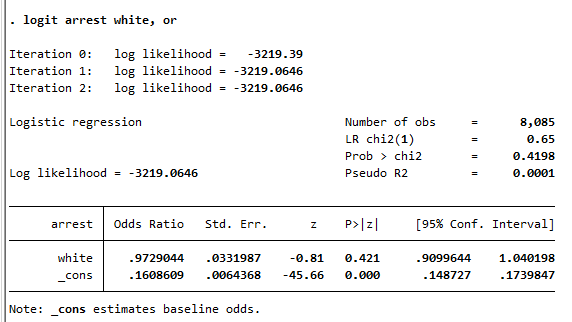 . logit arrest white, or
Iteration 0:   log likelihood =   -3219.39
Iteration 1:   log likelihood = -3219.0646
Iteration 2:   log likelihood = -3219.0646
Logistic regression                             Number of obs     =      8,085
                                                LR chi2(1)        =       0.65
                                                Prob > chi2       =     0.4198
Log likelihood = -3219.0646                     Pseudo R2         =     0.0001
arrest | Odds Ratio   Std. Err.      z    P>|z|     [95% Conf. Interval]
white |   .9729044   .0331987    -0.81   0.421     .9099644    1.040198
_cons |   .1608609   .0064368   -45.66   0.000      .148727    .1739847
Note: _cons estimates baseline odds.